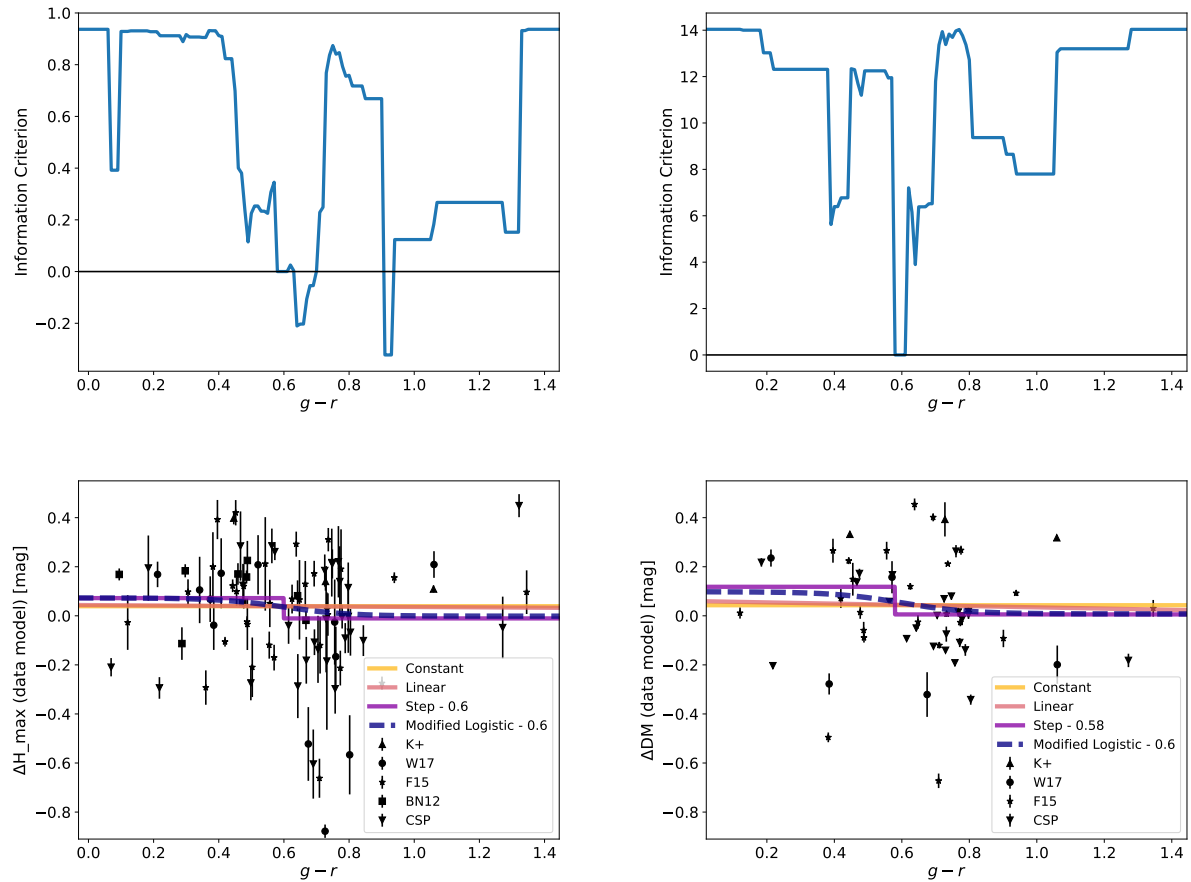 1.0
0.8
0.6
0.4
0.2
0.0
−0.2
Information Criterion
0.0 0.2 0.4 0.6 0.8 1.0 1.2 1.4
g − r
14
12
10
8
6
4
2
0
Information Criterion
0.2 0.4 0.6 0.8 1.0 1.2 1.4
g − r
0.4
0.2
0.0
−0.2
−0.4
−0.6
−0.8
ΔH_max (data model) [mag]
Constant
Linear
Step - 0.6
Modified Logistic - 0.6
K+
W17
F15
BN12
CSP
0.0 0.2 0.4 0.6 0.8 1.0 1.2 1.4
g − r
0.4
0.2
0.0
−0.2
−0.4
−0.6
−0.8
ΔDM (data model) [mag]
Constant
Linear
Step - 0.58
Modified Logistic - 0.6
K+
W17
F15
CSP
0.2 0.4 0.6 0.8 1.0 1.2 1.4
g − r